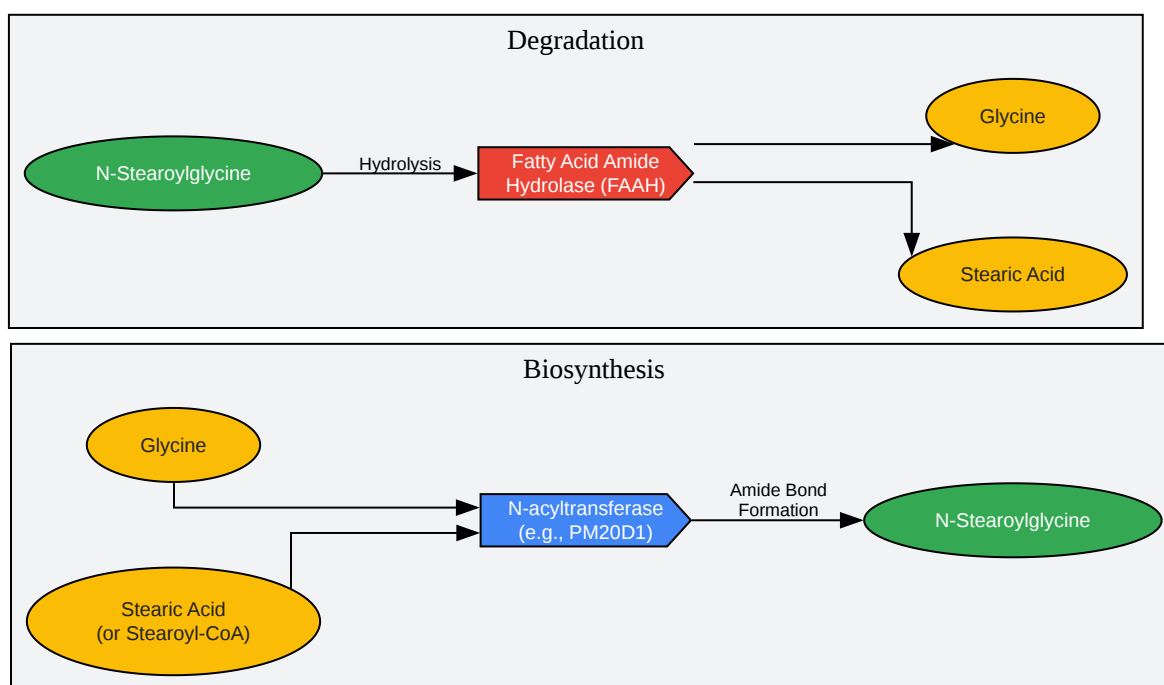 Degradation
N-Stearoylglycine
Hydrolysis
Fatty Acid Amide
Hydrolase (FAAH)
Glycine
Stearic Acid
Biosynthesis
Glycine
Stearic Acid
(or Stearoyl-CoA)
N-acyltransferase
(e.g., PM20D1)
Amide Bond
Formation
N-Stearoylglycine